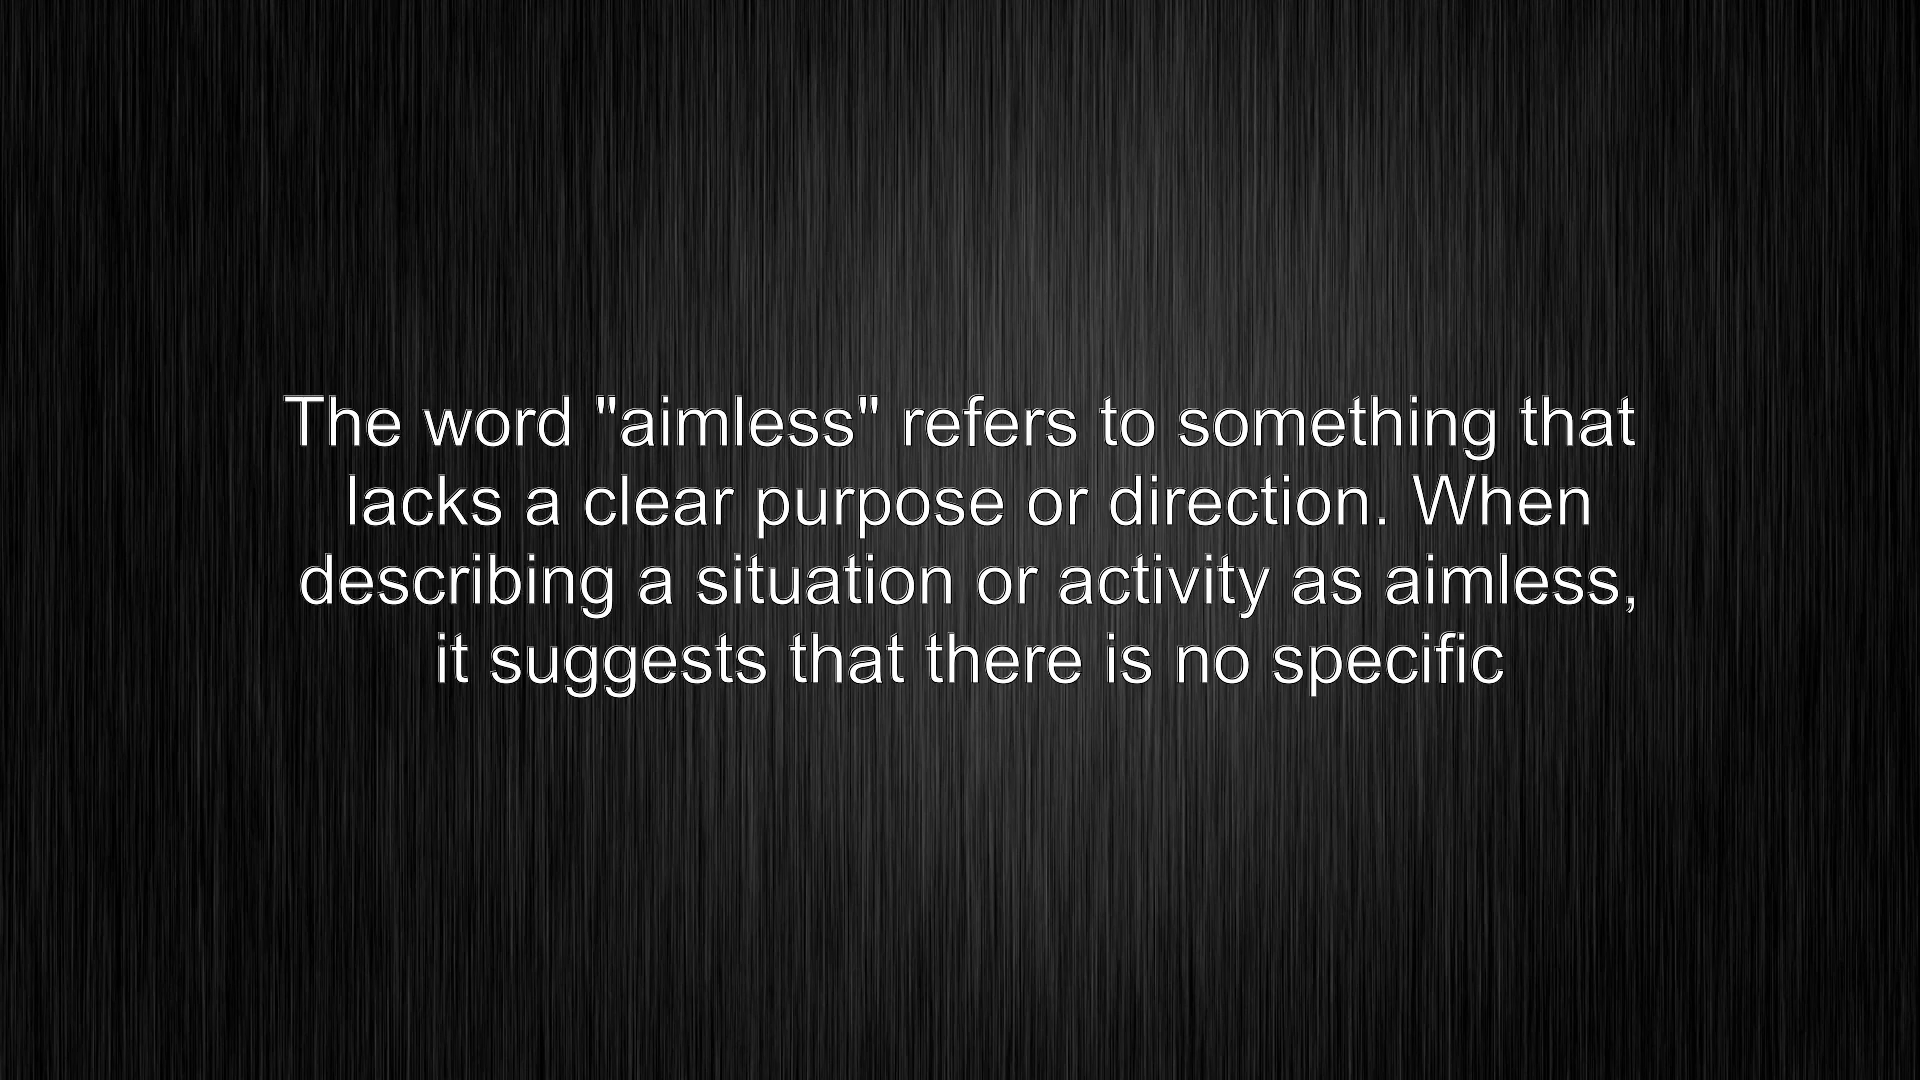 The word "aimless" refers to something that
lacks a clear purpose or direction. When
describing a situation or activity as aimless,
it suggests that there is no specific